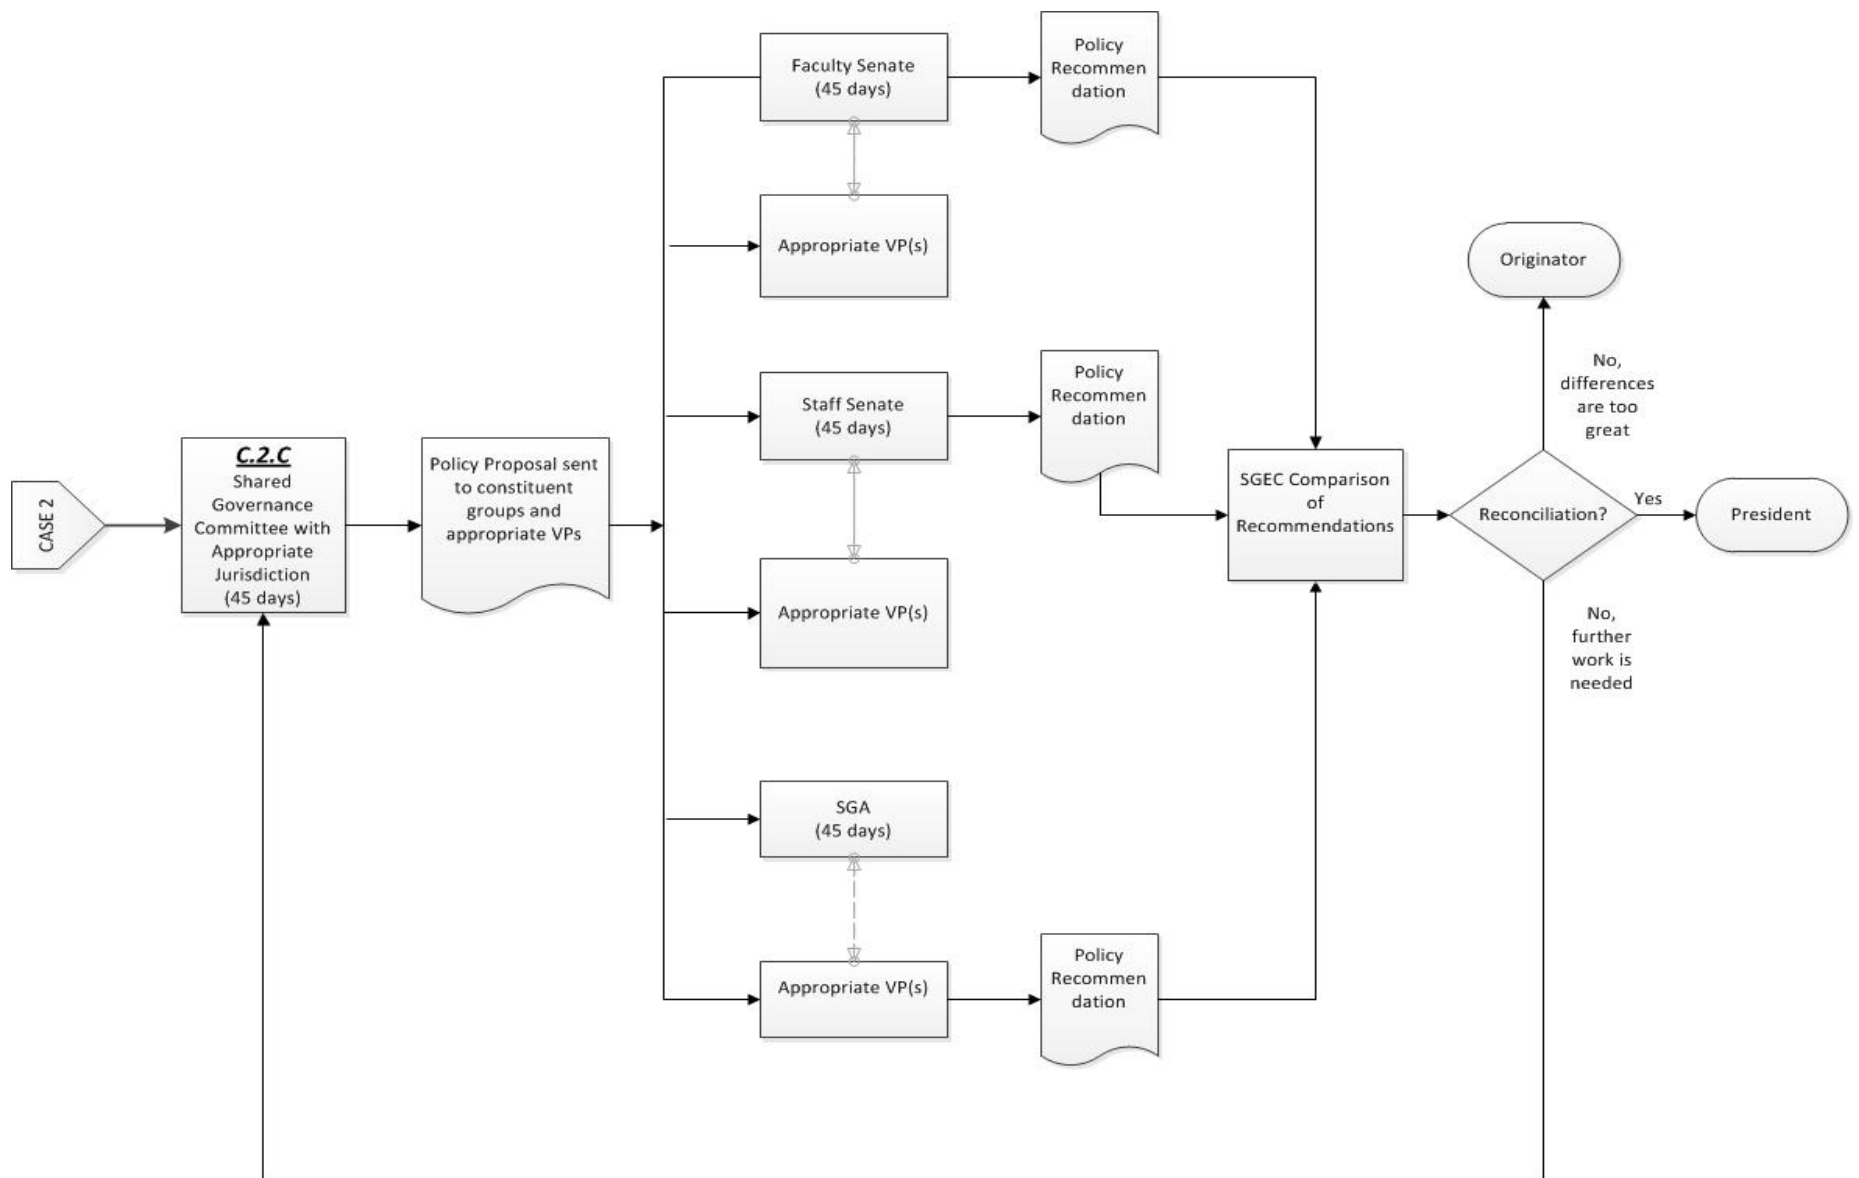 CASE 2
C.2.C
Shared
Governance
Committee with
Appropriate
Jurisdiction
(45 days)
Policy Proposal sent
to constituent
groups and
appropriate VPs
Faculty Senate
(45 days)
Policy
Recommen
dation
Appropriate VP(s)
Staff Senate
(45 days)
Policy
Recommen
dation
Appropriate VP(s)
SGA
(45 days)
Appropriate VP(s)
Policy
Recommen
dation
SGEC Comparison
of
Recommendations
Reconciliation?
Originator
No,
differences
are too
great
Yes
President
No,
further
work is
needed